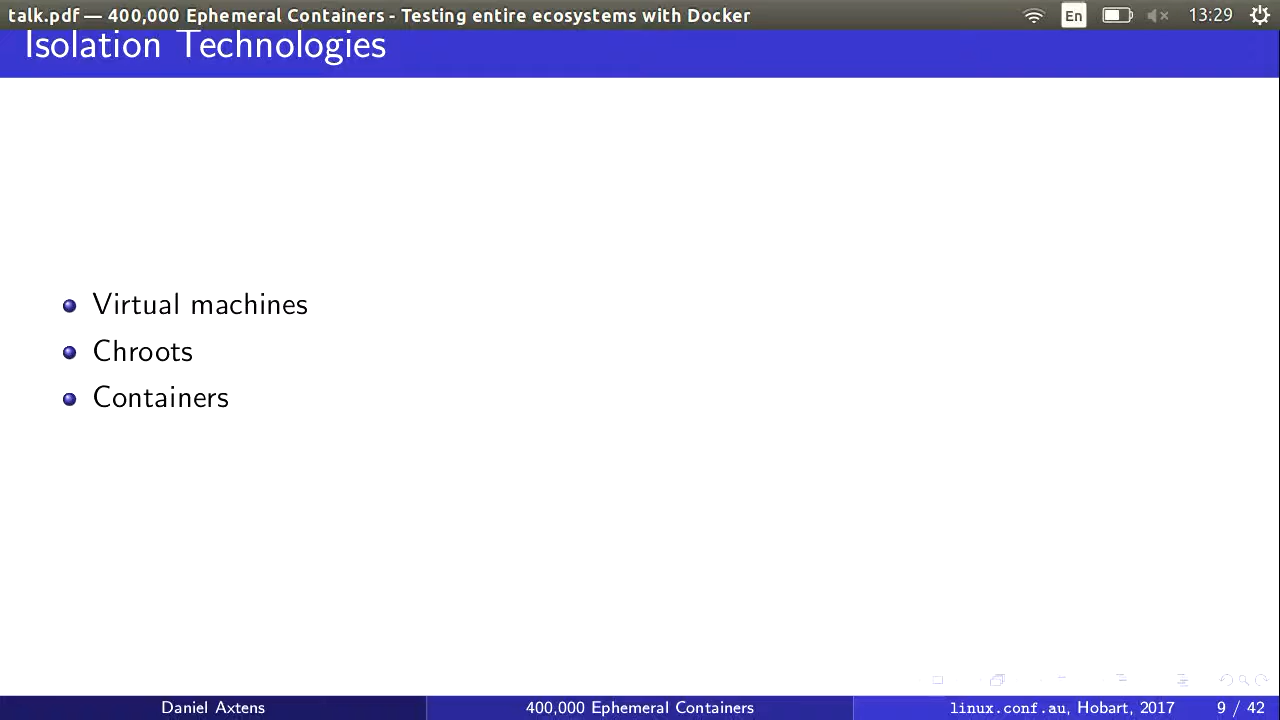 talk.pdf — 400,000 Ephemeral Containers - Testing entire ecosystems with Docker
En
13:29
Isolation Technologies
Virtual machines
Chroots
Containers
Daniel Axtens
400,000 Ephemeral Containers
linux.conf.au, Hobart, 2017
9 / 42